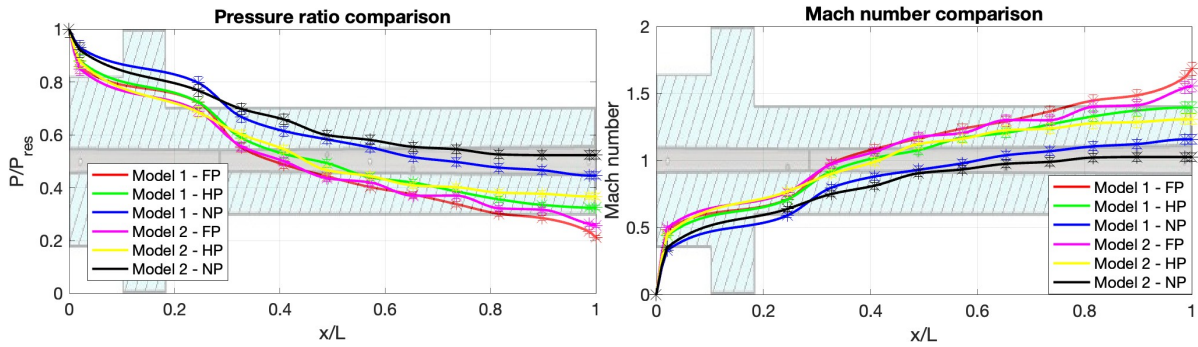 Pressure ratio comparison
1
0.8
0.6
0.4
0.2
0
P/Pres
Model 1 - FP
Model 1 - HP
Model 1 - NP
Model 2 - FP
Model 2 - HP
Model 2 - NP
0 0.2 0.4 0.6 0.8 1
x/L
Mach number comparison
2
1.5
1
0.5
0
Mach number
Model 1 - FP
Model 1 - HP
Model 1 - NP
Model 2 - FP
Model 2 - HP
Model 2 - NP
0 0.2 0.4 0.6 0.8 1
x/L